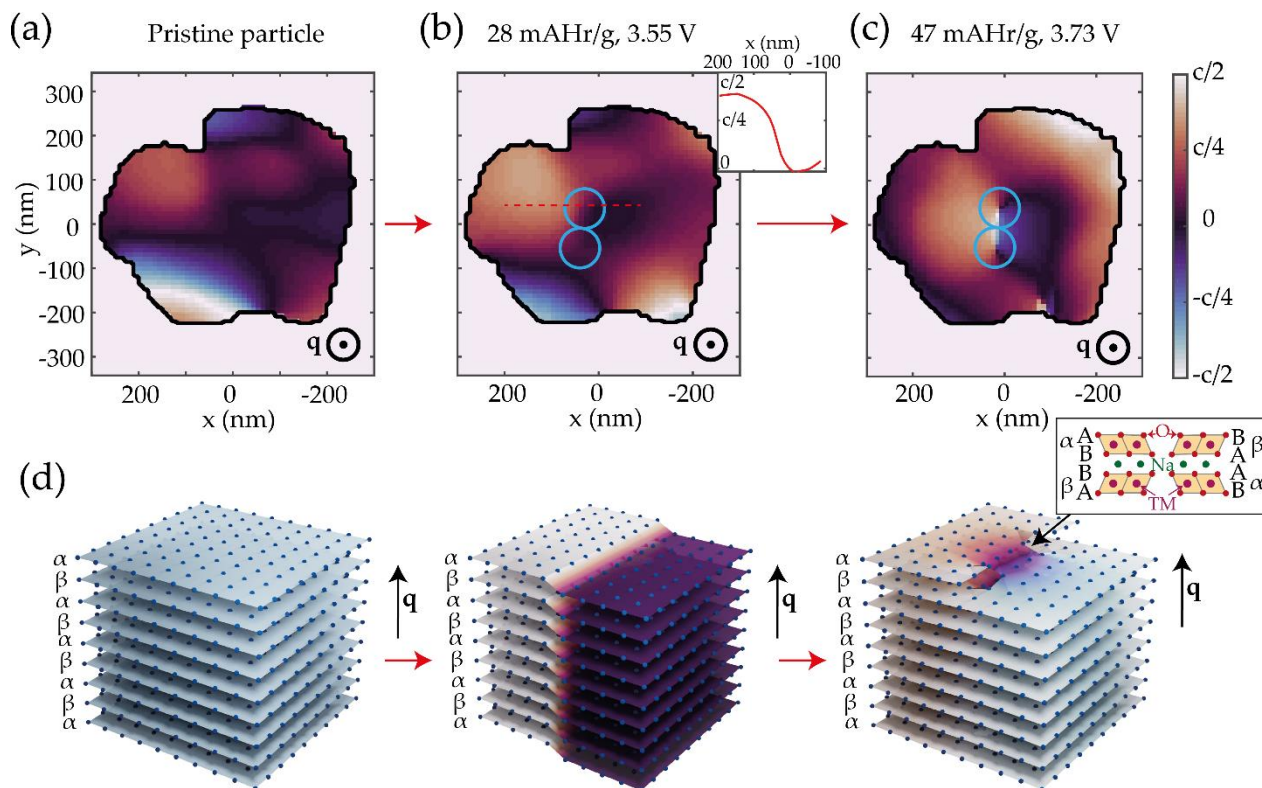 (a) Pristine particle
(b) 28 mAHr/g, 3.55 V
(c) 47 mAHr/g, 3.73 V
x (nm)
200 100 0 -100
c/2
c/4
0
y (nm)
300
200
100
0
-100
-200
-300
q
200 0 -200
x (nm)
q
200 0 -200
x (nm)
q
200 0 -200
x (nm)
c/2
c/4
0
-c/4
-c/2
(d)
α A O B β
B A
Na
B A
β A TM B α
α
β
α
β
α
β
α
β
α
q
α
β
α
β
α
β
α
β
α
q
α
β
α
β
α
β
α
β
α
q